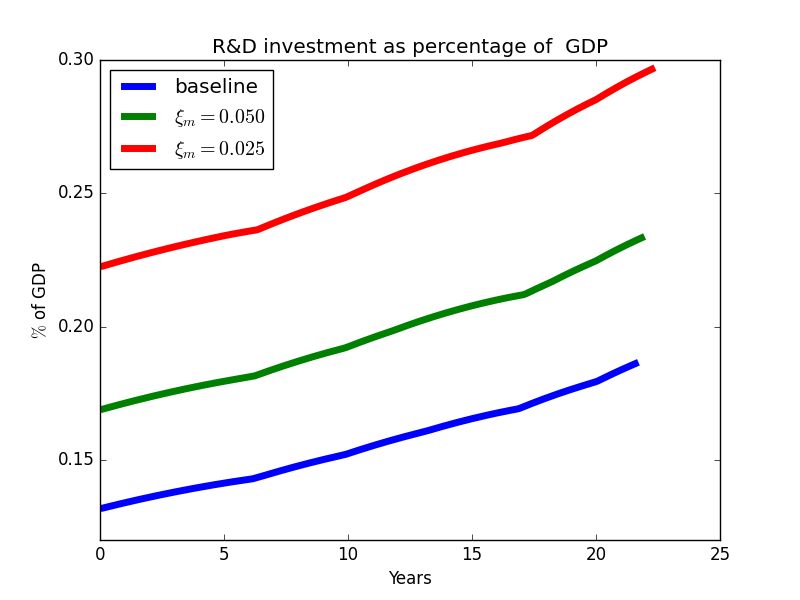 R&D investment as percentage of  GDP
baseline
ξm = 0.050
ξm = 0.025
0.30
0.25
0.20
0.15
% of GDP
0 5 10 15 20 25
Years